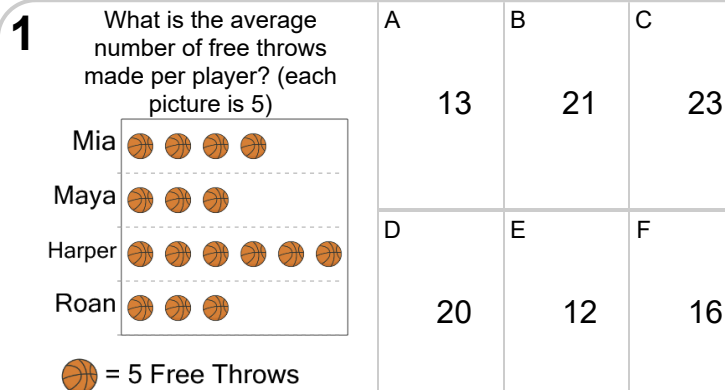 1
What is the average
number of free throws
made per player? (each
picture is 5)
Mia
Maya
Harper
Roan
= 5 Free Throws
A
13
B
21
C
23
D
20
E
12
F
16